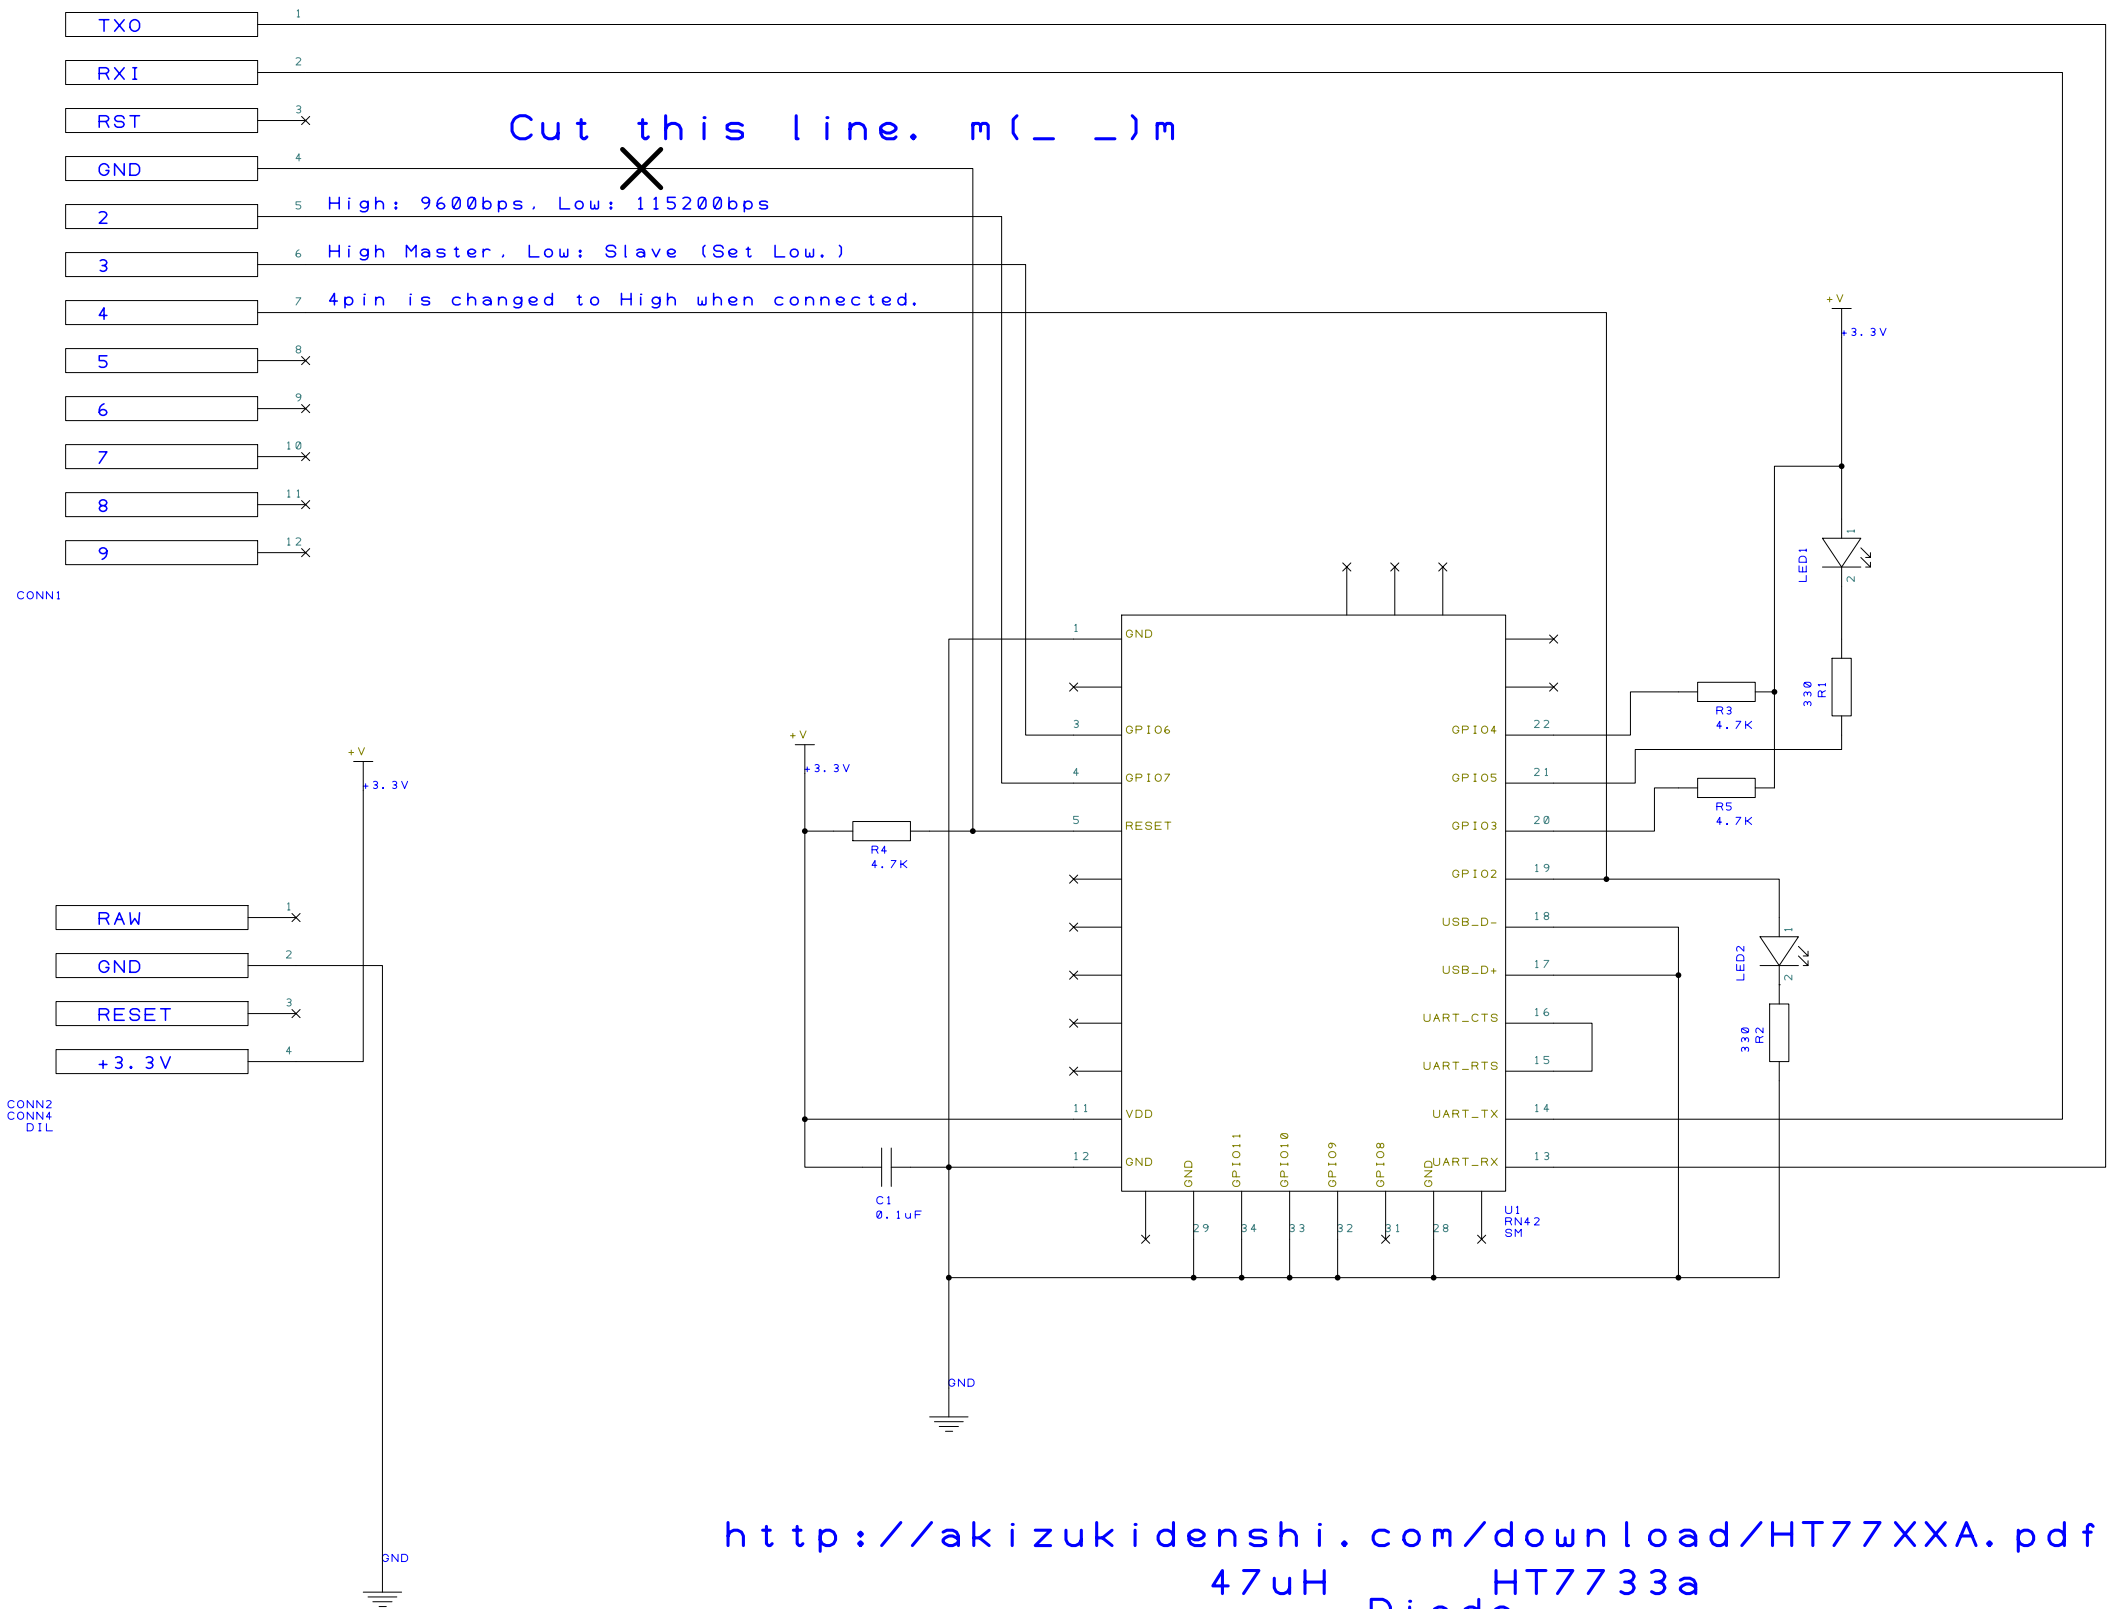 TXO 1
RXI 2
RST 3
Cut this line. m(_ _)m
GND 4
2 5 High: 9600bps, Low: 115200bps
3 6 High Master, Low: Slave (Set Low.)
4 7 4pin is changed to High when connected.
5 8
6 9
7 10
8 11
9 12
CONN1
+V
+3.3V
1
LED1
2
330
R1
R3
4.7K
R5
4.7K
+V
+3.3V
+V
+3.3V
R4
4.7K
RAW 1
GND 2
RESET 3
+3.3V 4
CONN2
CONN4
DIL
1 GND
3 GPIO6
4 GPIO7
5 RESET
11 VDD
12 GND
GPIO4 22
GPIO5 21
GPIO3 20
GPIO2 19
USB_D- 18
USB_D+ 17
UART_CTS 16
UART_RTS 15
UART_TX 14
UART_RX 13
GND GPIO11 GPIO10 GPIO9 GPIO8 GND
29 34 33 32 31 28
U1
RN42
SM
1
LED2
2
330
R2
C1
0.1uF
GND
GND
http://akizukidenshi.com/download/HT77XXA.pdf
47uH HT7733a
Diode